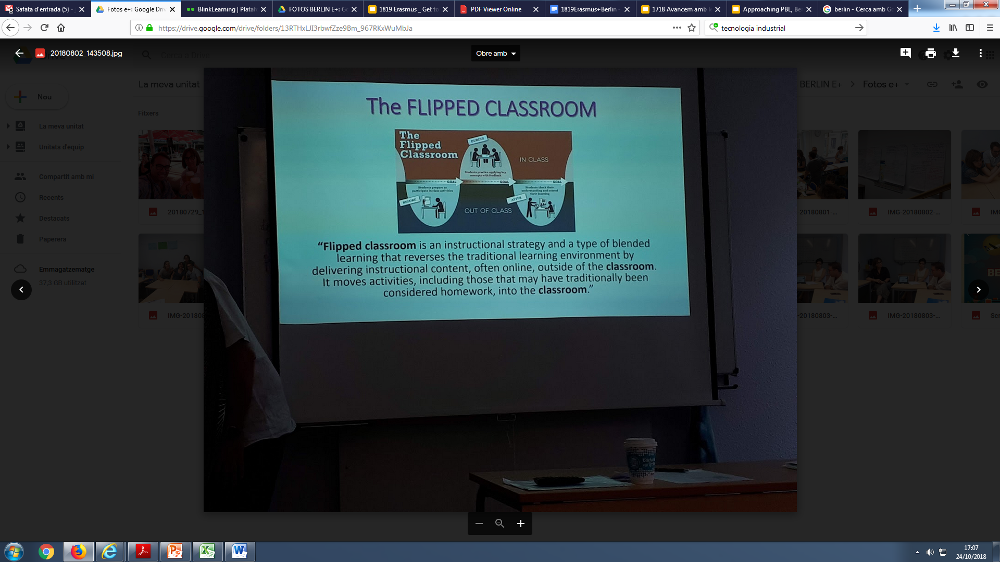 Safata d'entrada (5) -
Fotos e+: Google Driv
BlinkLearning | Plataf
FOTOS BERLIN E+: Go
1819 Erasmus _ Get to
PDF Viewer Online
1819Erasmus+Berlin -
1718 Avancem amb l
Approaching PBL, Be
berlin - Cerca amb Go
https://drive.google.com/drive/folders/13RTHxLJI3rbwfZze9Bm_967RKxWuMbJa
tecnologia industrial
20180802_143508.jpg
Cerca a Drive
Obre amb
Nou
La meva unitat
BERLIN E+
Fotos e+
Fitxers
La meva unitat
Unitats d'equip
Compartit amb mi
Recents
Destacats
Paperera
Emmagatzematge
37,3 GB utilitzat
20180729_1
IMG-20180
-20180801-...
IMG-20180802-...
-20180803-...
IMG-20180803-...
Scr
The FLIPPED CLASSROOM
The
Flipped
Classroom
DURING
IN CLASS
Students practice applying key
concepts with feedback
GOAL
GOAL
GOAL
Students prepare to
participate in class activities
Students check their
understanding and extend
their learning
BEFORE
AFTER
OUT OF CLASS
“Flipped classroom is an instructional strategy and a type of blended
learning that reverses the traditional learning environment by
delivering instructional content, often online, outside of the classroom.
It moves activities, including those that may have traditionally been
considered homework, into the classroom.”
17:07
24/10/2018